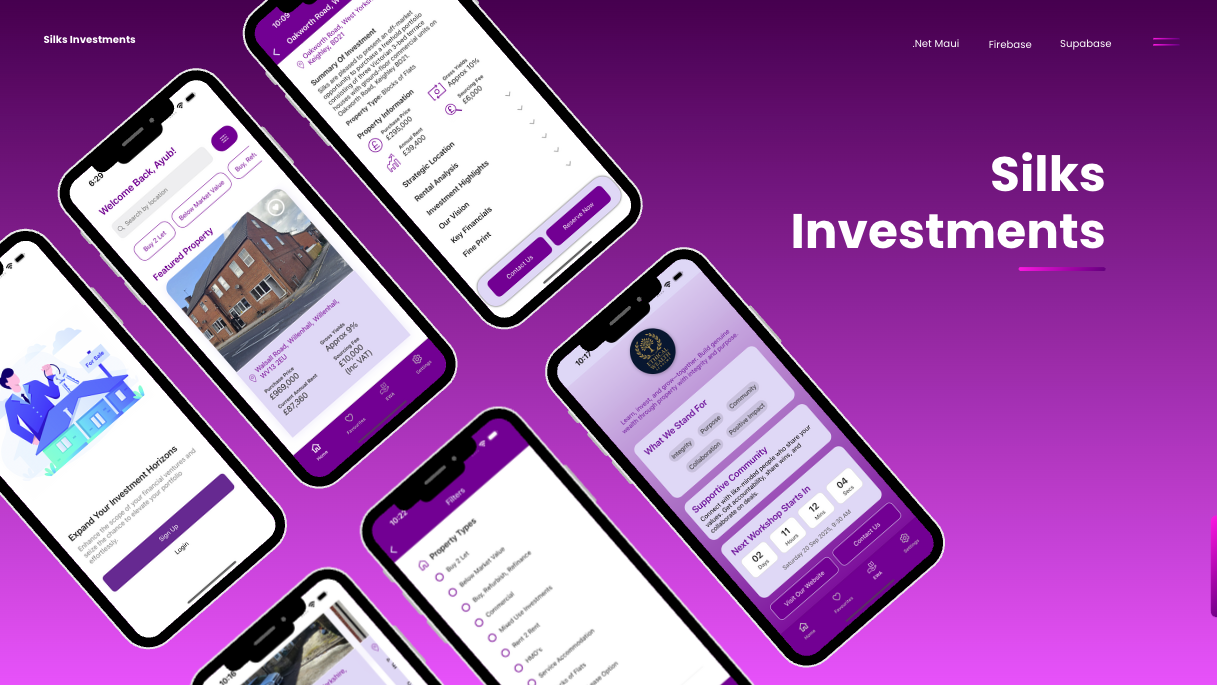 Silks Investments
.Net Maui
Firebase
Supabase
Silks
Investments
10:09
Oakworth Road,
Oakworth Road, West Yorkshire
Keighley, BD21
Summary Of Investment
Silks are pleased to present an off-market
opportunity to purchase a freehold portfolio
consisting of three Victorian 3-bed terrace
houses with ground-floor commercial units on
Oakworth Road, Keighley BD21
Property Type: Blocks of Flats
Property Information
Purchase Price
£295,000
Gross Yields
Approx 10%
Annual Rent
£39,400
Sourcing Fee
£6,000
Strategic Location
Rental Analysis
Investment Highlights
Our Vision
Key Financials
Fine Print
Contact Us
Reserve Now
6:29
Welcome Back, Ayub!
Search by location
Buy 2 Let
Below Market Value
Buy,
Featured Property
Walsall Road, Willenhall, Willenhall,
WV13 2EU
Purchase Price
£969,000
Gross Yields
Approx 9%
Current Annual Rent
£87,360
Sourcing Fee
£10,000
(inc VAT)
Home
Favourites
EWA
Settings
For Sale
Expand Your Investment Horizons
Enhance the scope of your financial ventures and
seize the chance to elevate your portfolio
effortlessly.
Sign Up
Login
10:17
ETHICAL
WEALTH
Learn, invest, and grow—together. Build genuine
wealth through property with integrity and purpose.
What We Stand For
Integrity
Purpose
Community
Collaboration
Positive Impact
Supportive Community
Connect with like-minded people who share your
values. Get accountability, share wins, and
collaborate on deals.
Next Workshop Starts In
02
Days
11
Hours
12
Mins
04
Secs
Saturday 20 Sep 2025, 9:30 AM
Visit Our Website
Contact Us
Home
Favourites
EWA
Settings
10:22
Filters
Property Types
Buy 2 Let
Below Market Value
Buy, Refurbish, Refinance
Commercial
Mixed Use Investments
Rent 2 Rent
HMO's
Service Accommodation
of Flats
Option
10:16